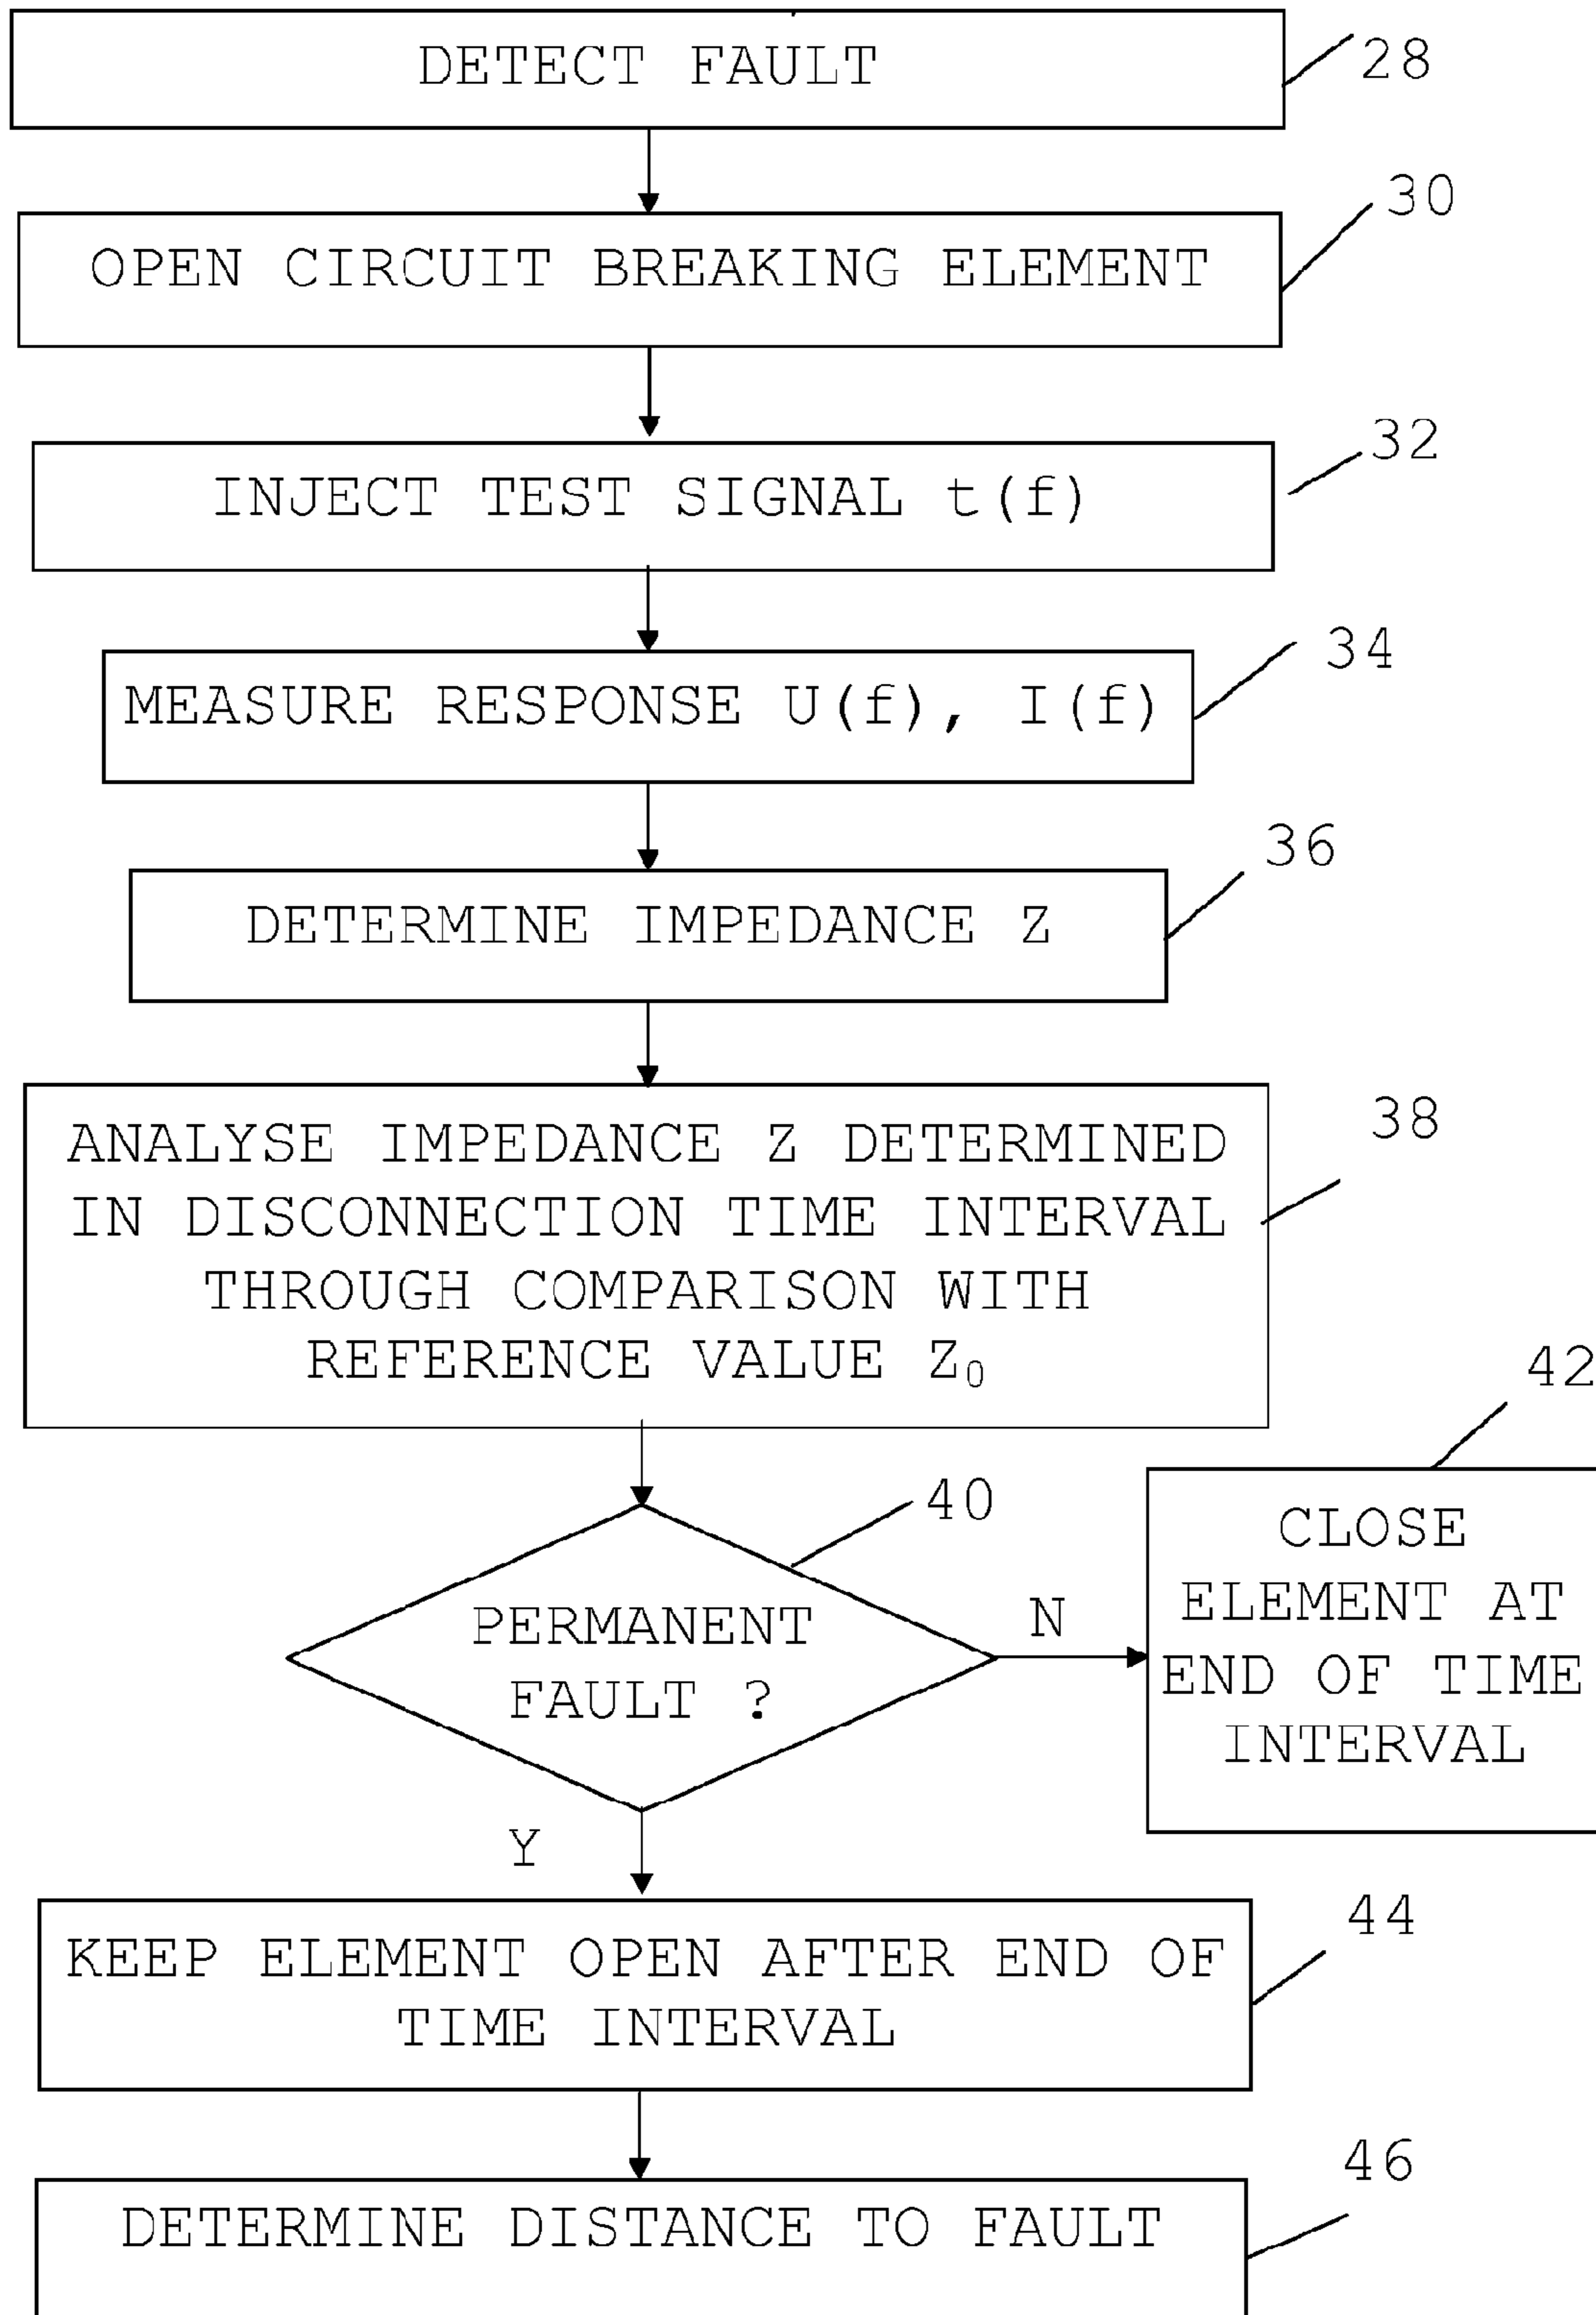 DETECT FAULT
28
OPEN CIRCUIT BREAKING ELEMENT
30
INJECT TEST SIGNAL t(f)
32
MEASURE RESPONSE U(f), I(f)
34
DETERMINE IMPEDANCE Z
36
ANALYSE IMPEDANCE Z DETERMINED
IN DISCONNECTION TIME INTERVAL
THROUGH COMPARISON WITH
REFERENCE VALUE Z₀
38
PERMANENT
FAULT ?
40
N
CLOSE
ELEMENT AT
END OF TIME
INTERVAL
42
Y
KEEP ELEMENT OPEN AFTER END OF
TIME INTERVAL
44
DETERMINE DISTANCE TO FAULT
46